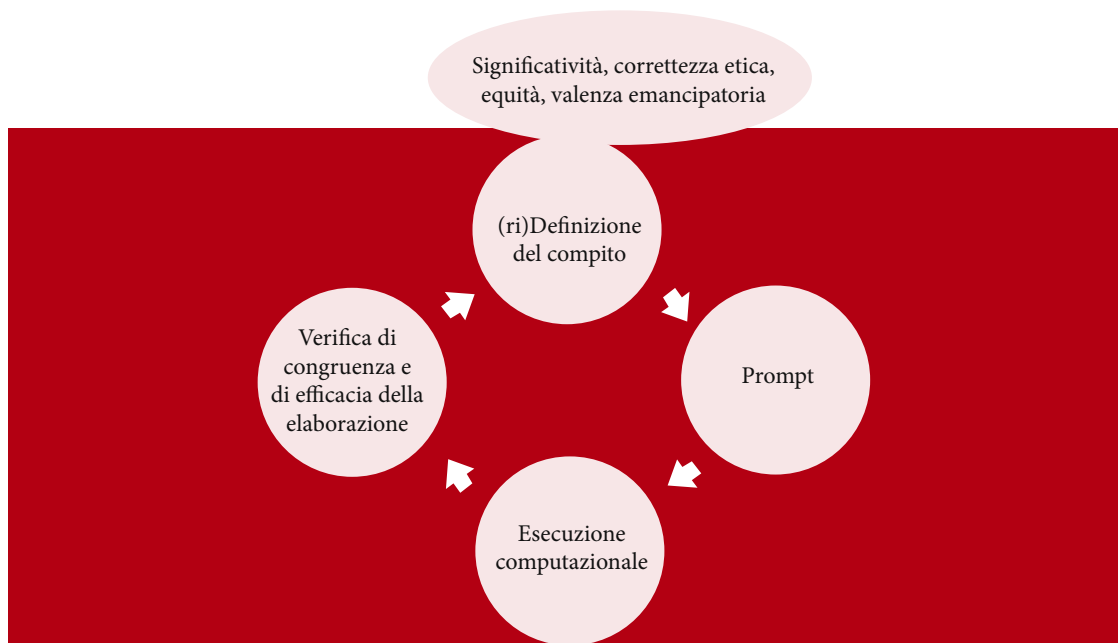 Significatività, correttezza etica,
equità, valenza emancipatoria
(ri)Definizione
del compito
Prompt
Esecuzione
computazionale
Verifica di
congruenza e
di efficacia della
elaborazione